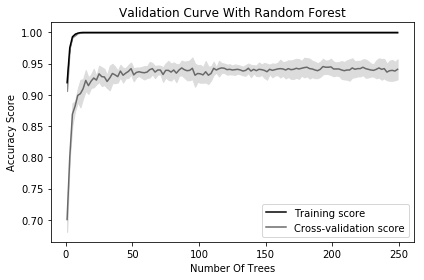 Validation Curve With Random Forest
Accuracy Score
1.00
0.95
0.90
0.85
0.80
0.75
0.70
Training score
Cross-validation score
0 50 100 150 200 250
Number Of Trees